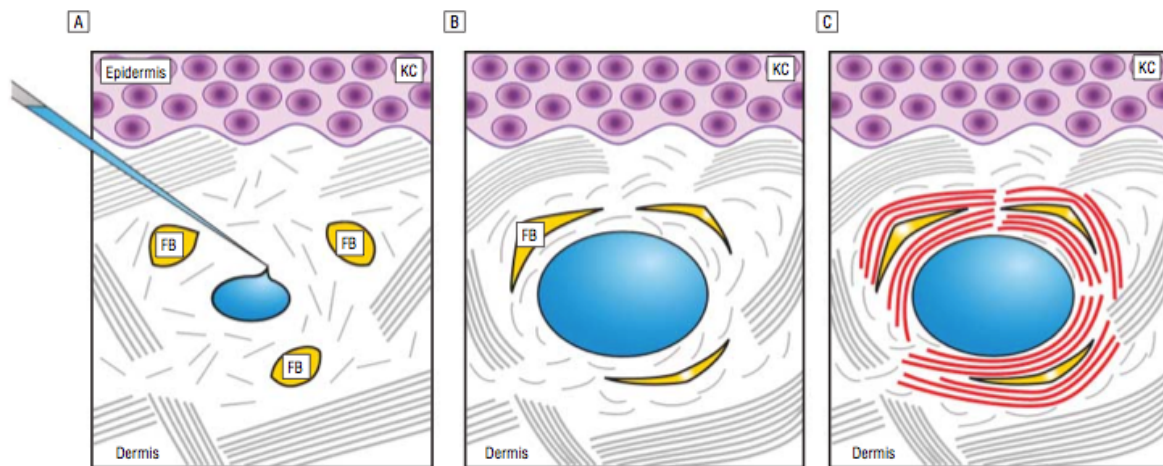 A
Epidermis
KC
FB
FB
FB
Dermis
B
KC
FB
Dermis
C
KC
Dermis